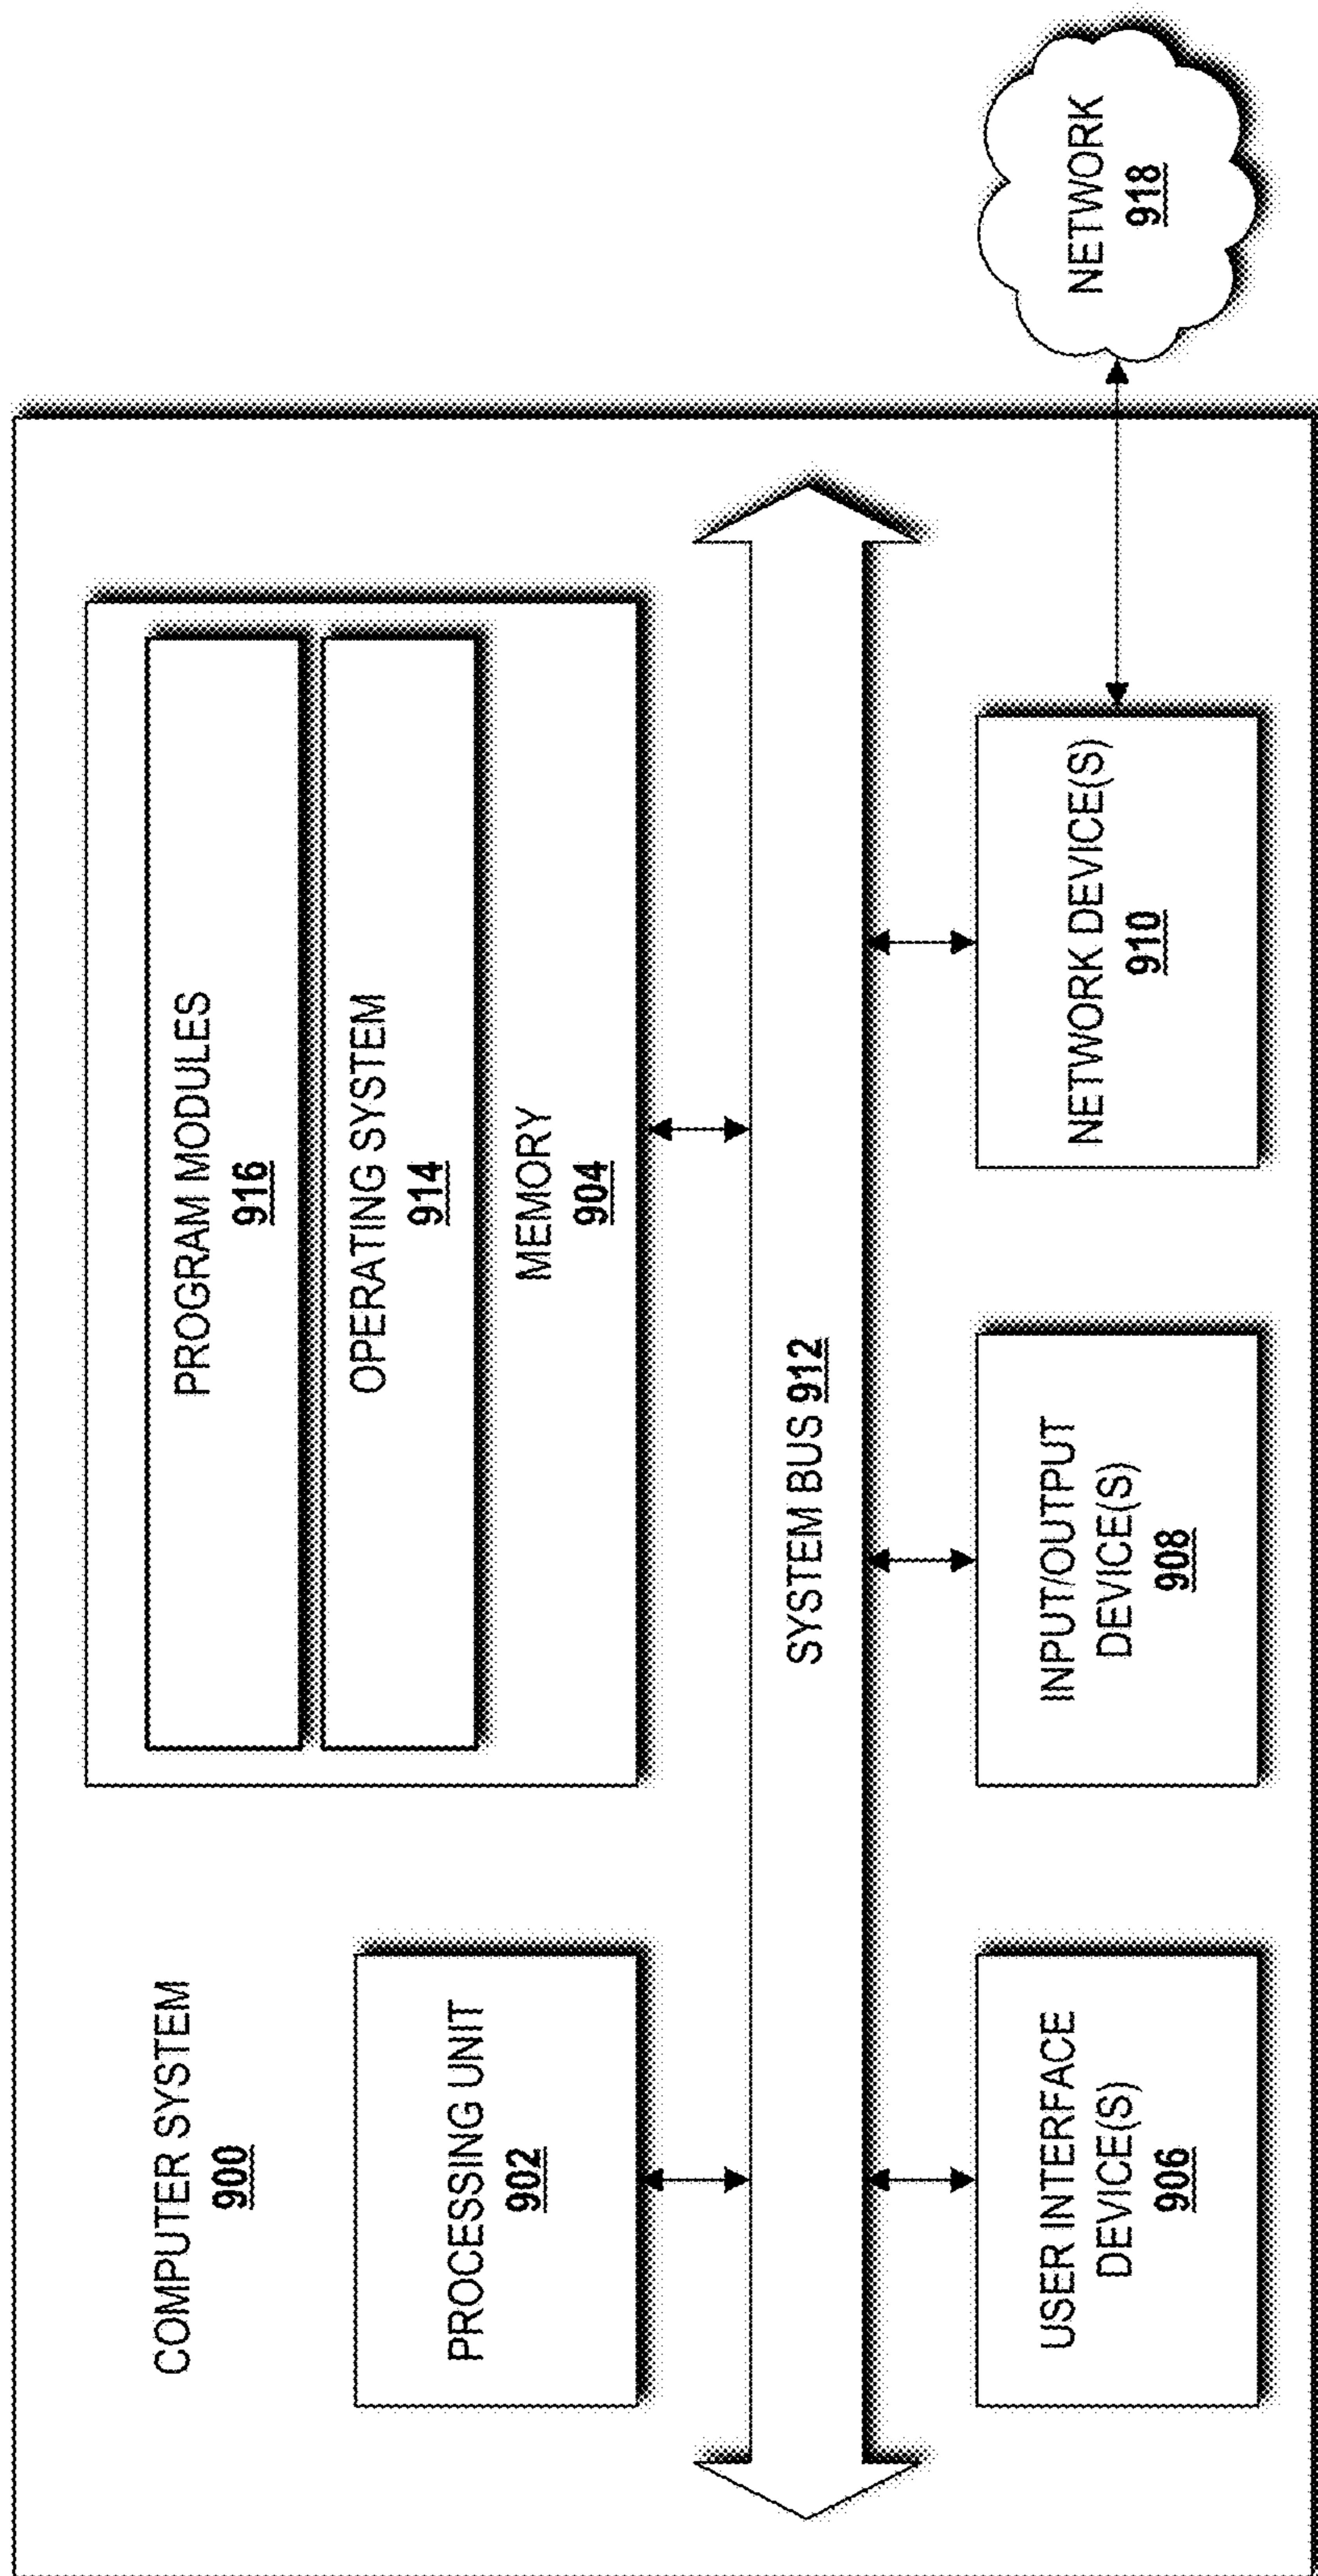 COMPUTER SYSTEM
900
PROCESSING UNIT
902
PROGRAM MODULES
916
OPERATING SYSTEM
914
MEMORY
904
SYSTEM BUS 912
USER INTERFACE
DEVICE(S)
906
INPUT/OUTPUT
DEVICE(S)
908
NETWORK DEVICE(S)
910
NETWORK
918